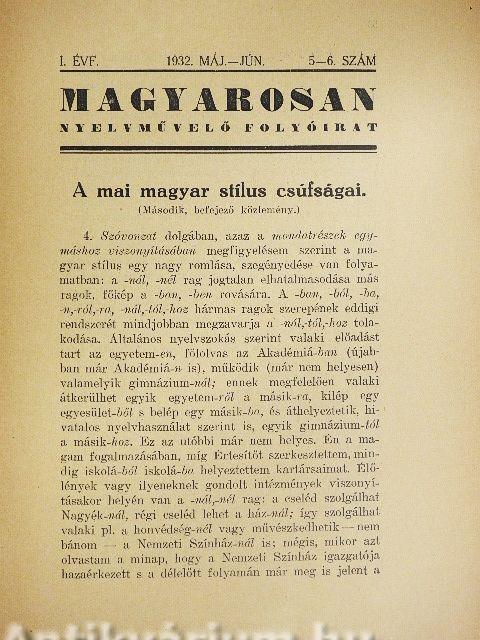 I. ÉVF. 1932. MÁJ.—JÚN. 5—6. SZÁM
MAGYAROSAN
NYELVMŰVELŐ FOLYÓIRAT
A mai magyar stílus csúfságai.
(Második, befejező közlemény.)
4. Szóvonzat dolgában, azaz a mondatrészek egy-
máshoz viszonyításában megfigyelésem szerint a ma-
gyar stílus egy nagy romlása, szegényedése van folya-
matban: a -nál, -nél rag jogtalan elhatalmasodása más
ragok, főkép a -ban, -ben rovására. A -ban, -ból, -ba,
-n,-ról,-ra, -nál,-tól,-hoz hármas ragok szerepének eddigi
rendszerét mindjobban megzavarja a -nál,-tól,-hoz tola-
kodása. Általános nyelvszokás szerint valaki előadást
tart az egyetem-en, fölolvas az Akadémiá-ban (újab-
ban már Akadémiá-n is), működik (már nem helyesen)
valamelyik gimnázium-nál; ennek megfelelően valaki
átkerülhet egyik egyetem-ről a másik-ra, kilép egy
egyesület-ből s belép egy másik-ba, és áthelyeztetik, hi-
vatalos nyelvhasználat szerint is, egyik gimnázium-tól
a másik-hoz. Ez az utóbbi már nem helyes. Én a ma-
gam fogalmazásában, míg Értesítőt szerkesztettem, min-
dig iskolá-ból iskolá-ba helyeztettem kartársaimat. Élő-
lények vagy ilyeneknek gondolt intézmények viszonyí-
tásakor helyén van a -nál,-nél rag: a cseléd szolgálhat
Nagyék-nál, régi cseléd lehet a ház-nál; így szolgálhat
valaki pl. a honvédség-nél vagy művészkedhetik — nem
bánom — a Nemzeti Színház-nál is; mégis, mikor azt
olvastam a minap, hogy a Nemzeti Színház igazgatója
hazaérkezett s a délelőtt folyamán már meg is jelent a
Antikvárium.hu